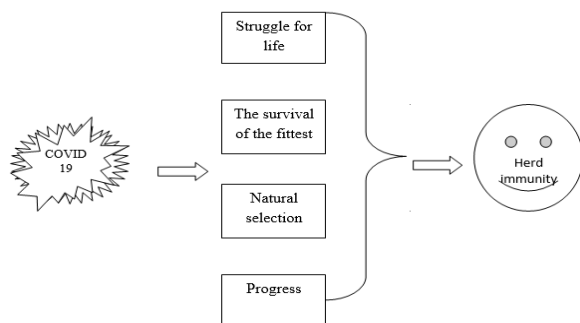 COVID
19
Struggle for
life
The survival
of the fittest
Natural
selection
Progress
Herd
immunity